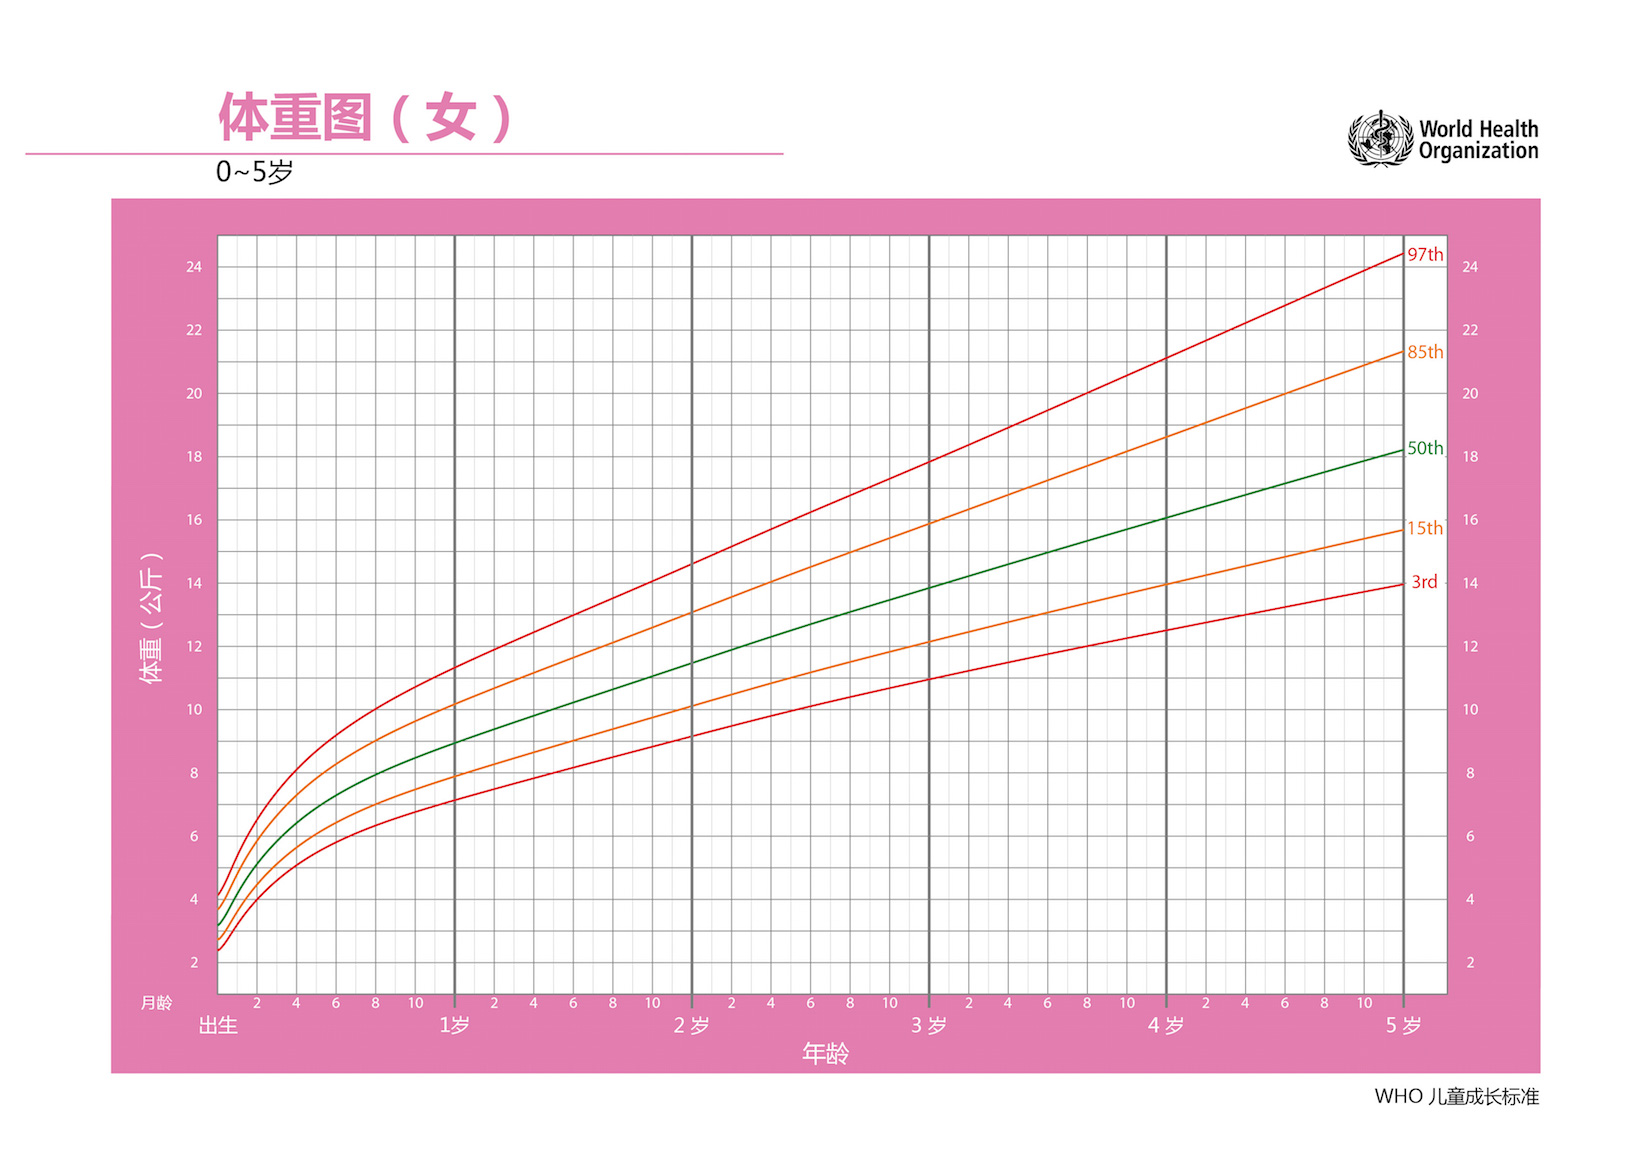 体重图（女）
0~5岁
World Health
Organization
97th
24 24
22 22
85th
20 20
50th
18 18
16 16
15th
14 14
3rd
12 12
10 10
8 8
6 6
4 4
2 2
体重（公斤）
月龄 2 4 6 8 10 2 4 6 8 10 2 4 6 8 10 2 4 6 8 10 2 4 6 8 10
出生 1岁 2 岁 3 岁 4 岁 5 岁
年龄
WHO 儿童成长标准